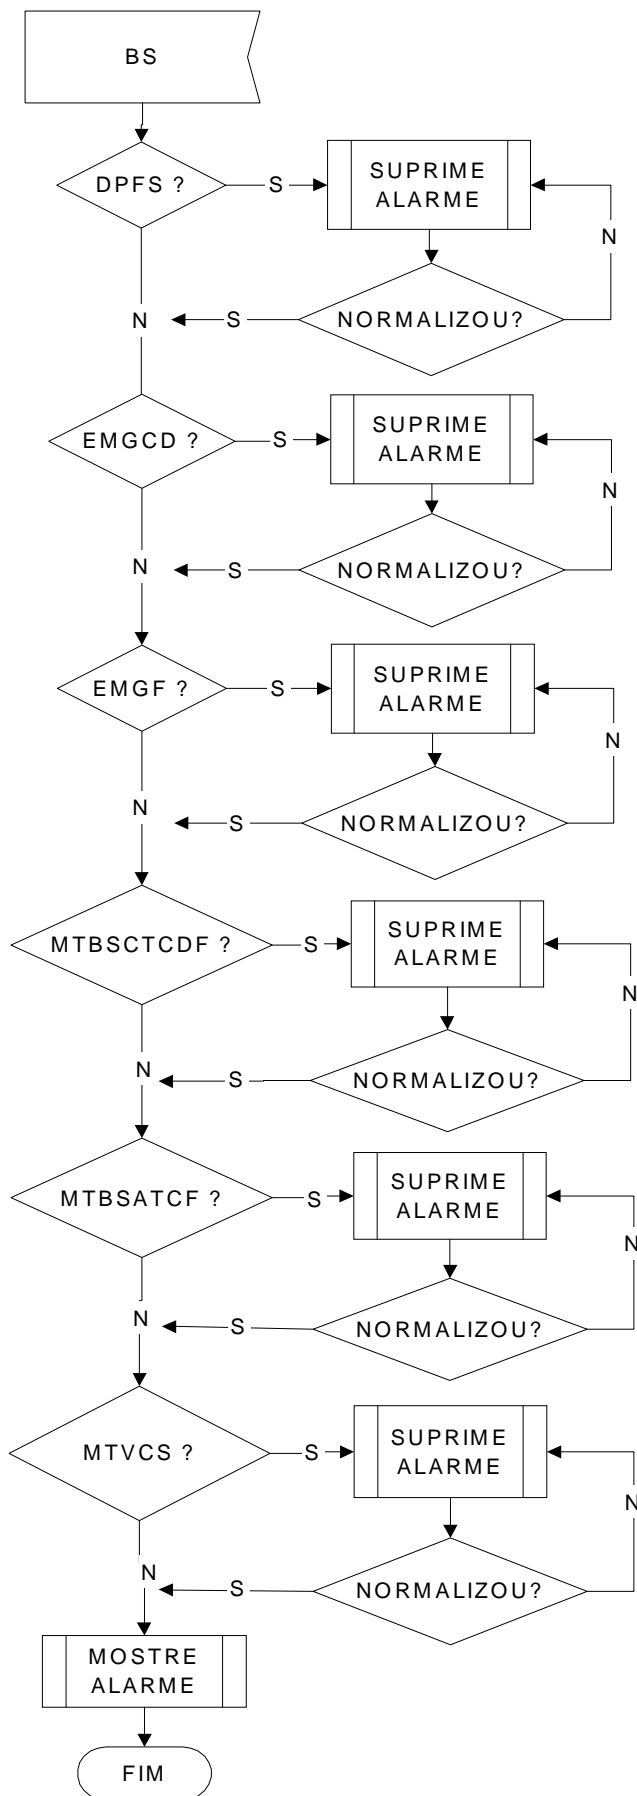 BS
DPFS ?
S
SUPRIME
ALARME
N
N
S
NORMALIZOU?
EMGCD ?
S
SUPRIME
ALARME
N
N
S
NORMALIZOU?
EMGF ?
S
SUPRIME
ALARME
N
N
S
NORMALIZOU?
MTBSCTCDF ?
S
SUPRIME
ALARME
N
N
S
NORMALIZOU?
MTBSATCF ?
S
SUPRIME
ALARME
N
N
S
NORMALIZOU?
MTVCS ?
S
SUPRIME
ALARME
N
N
S
NORMALIZOU?
MOSTRE
ALARME
FIM